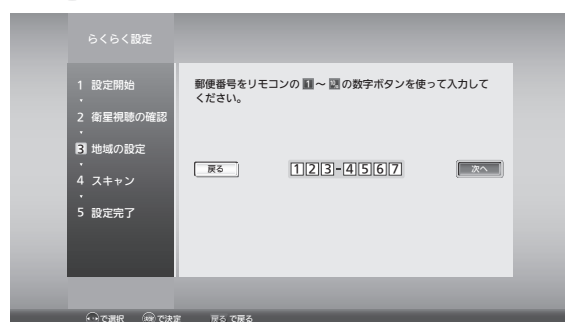 らくらく設定
1 設定開始
2 衛星視聴の確認
3 地域の設定
4 スキャン
5 設定完了
郵便番号をリモコンの 1 ～ の数字ボタンを使って入力して
ください。
戻る
123-4567
次へ
で選択 決定 で決定 戻る で戻る